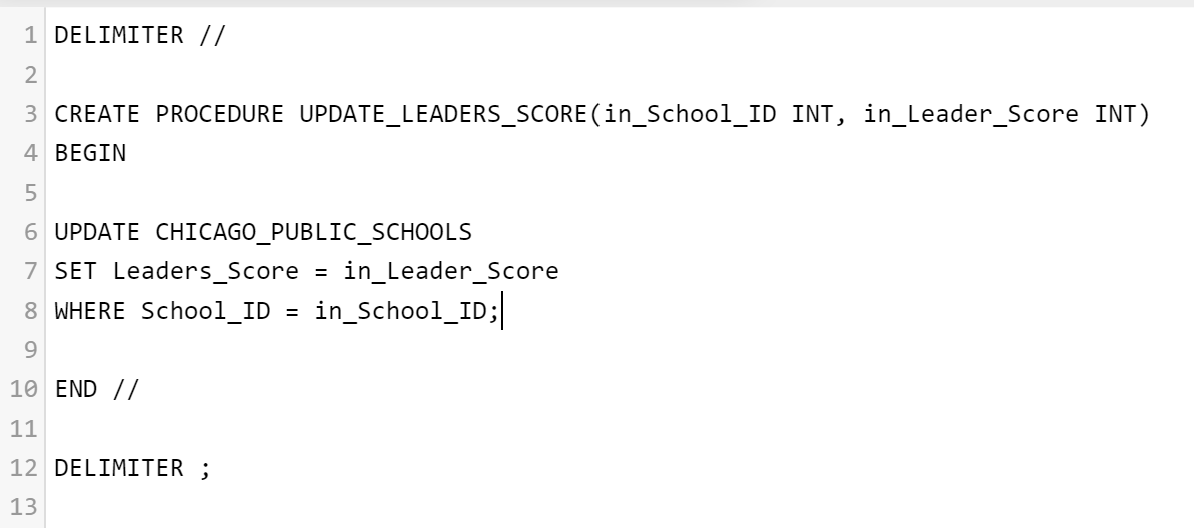 1 DELIMITER //
2
3 CREATE PROCEDURE UPDATE_LEADERS_SCORE(in_School_ID INT, in_Leader_Score INT)
4 BEGIN
5
6 UPDATE CHICAGO_PUBLIC_SCHOOLS
7 SET Leaders_Score = in_Leader_Score
8 WHERE School_ID = in_School_ID;
9
10 END //
11
12 DELIMITER ;
13